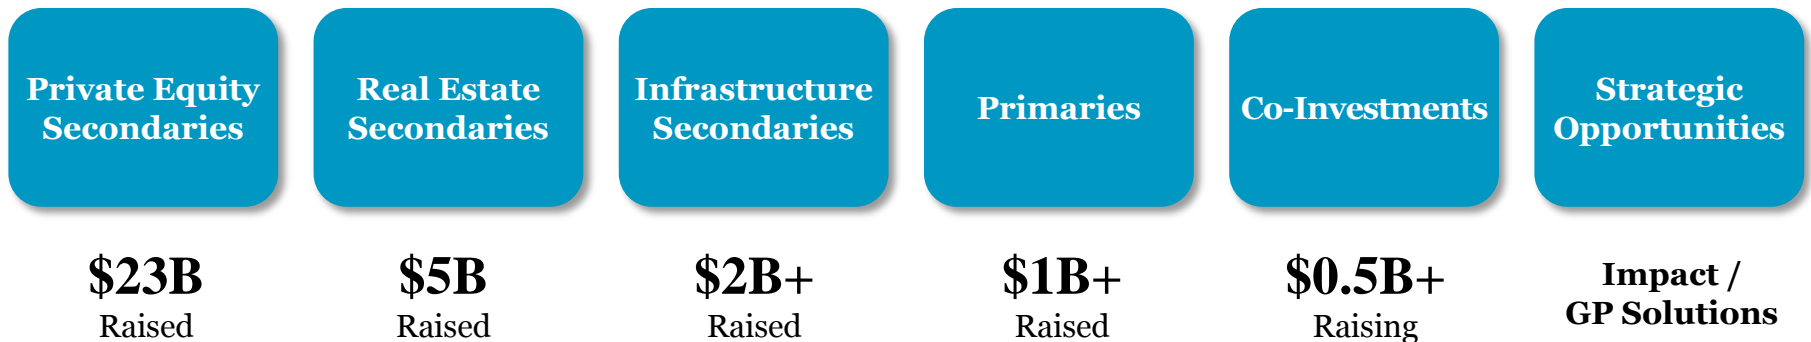 Private Equity
Secondaries
Real Estate
Secondaries
Infrastructure
Secondaries
Primaries
Co-Investments
Strategic
Opportunities
$23B
Raised
$5B
Raised
$2B+
Raised
$1B+
Raised
$0.5B+
Raising
Impact /
GP Solutions